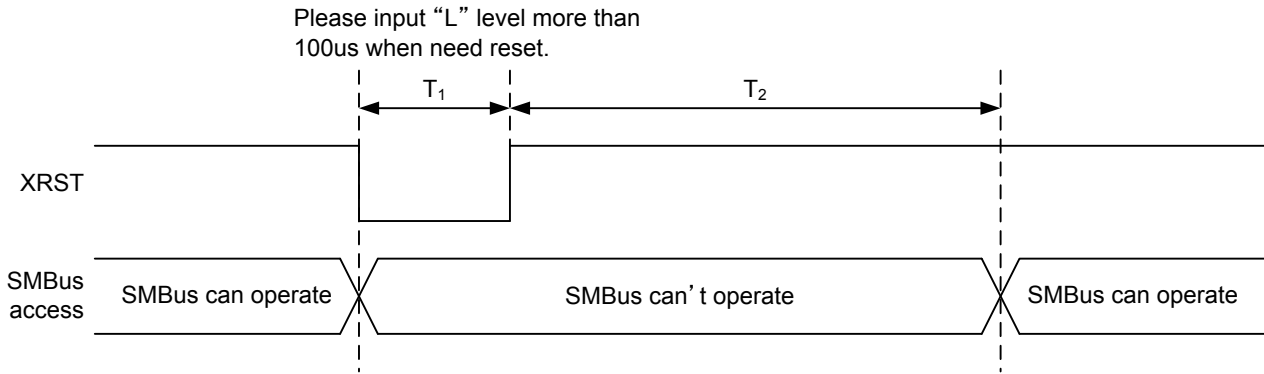 Please input “L” level more than
100us when need reset.
T₁
T₂
XRST
SMBus
access
SMBus can operate
SMBus can’t operate
SMBus can operate